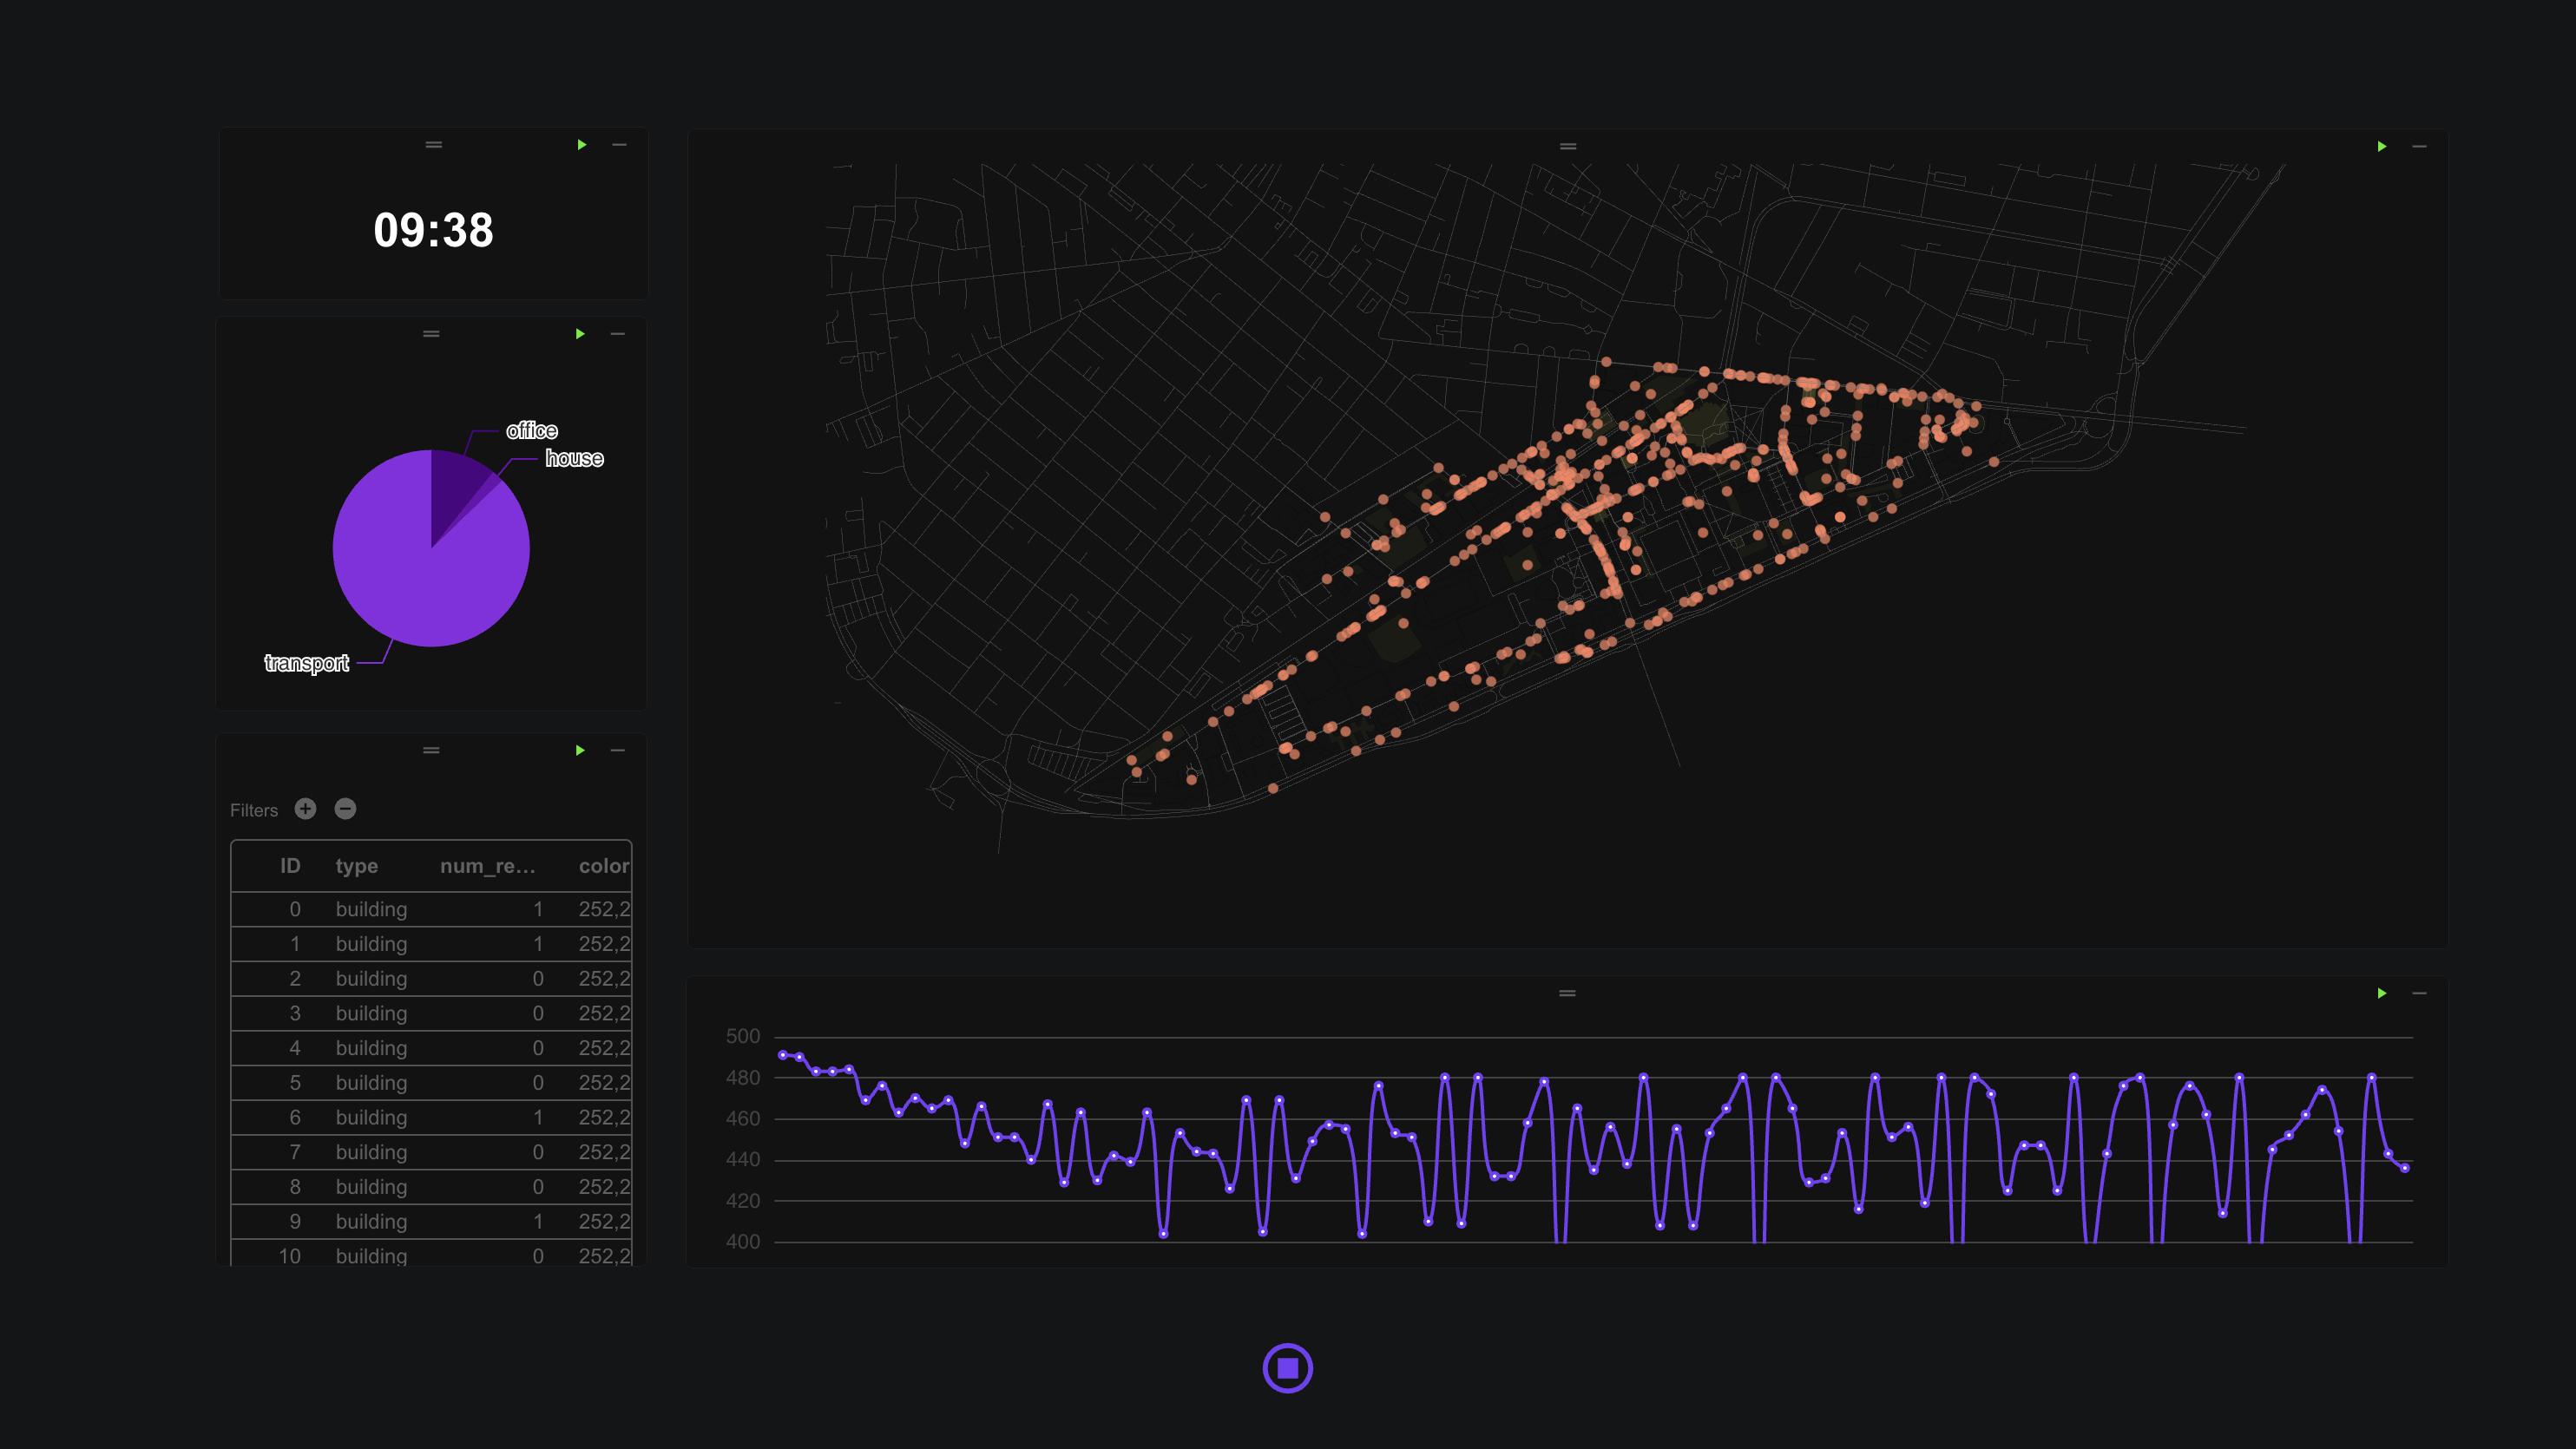 09:38
office
house
transport
Filters
ID type num_re... color
0 building 1 252,2
1 building 1 252,2
2 building 0 252,2
3 building 0 252,2
4 building 0 252,2
5 building 0 252,2
6 building 1 252,2
7 building 0 252,2
8 building 0 252,2
9 building 1 252,2
10 building 0 252,2
500
480
460
440
420
400